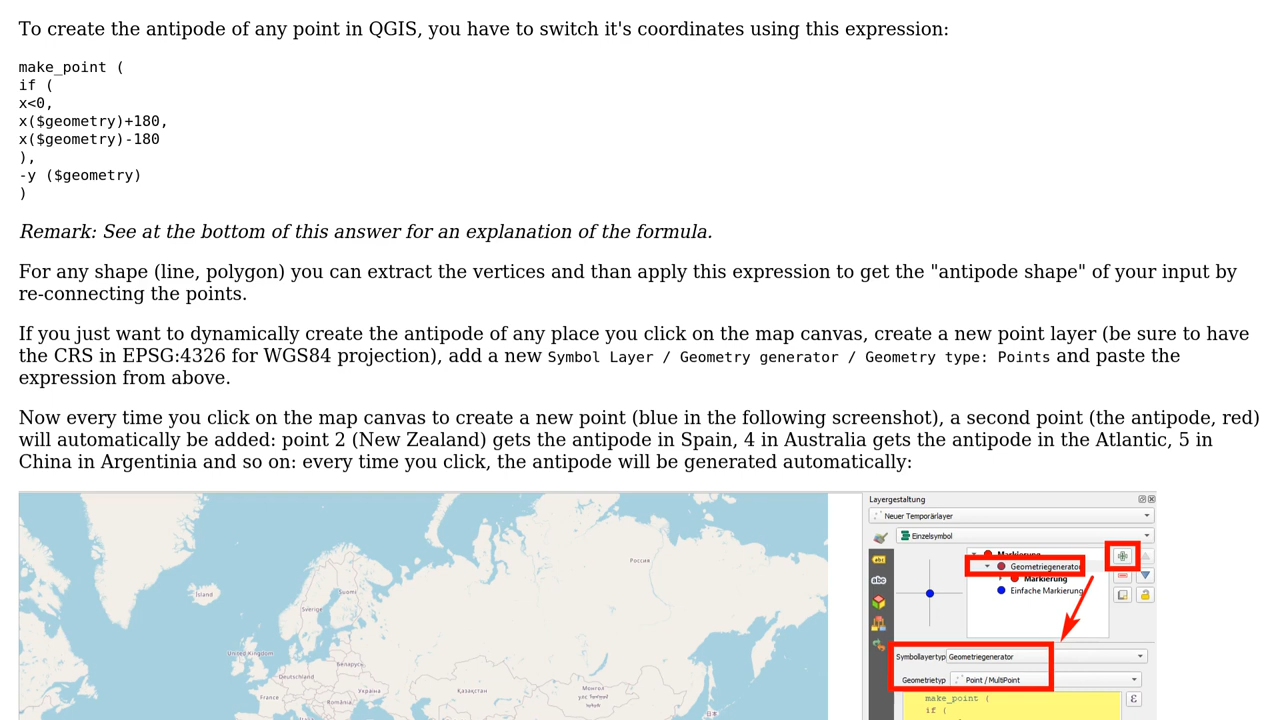 To create the antipode of any point in QGIS, you have to switch it's coordinates using this expression:
make_point (
if (
x<0,
x($geometry)+180,
x($geometry)-180
),
-y ($geometry)
)
Remark: See at the bottom of this answer for an explanation of the formula.
For any shape (line, polygon) you can extract the vertices and than apply this expression to get the "antipode shape" of your input by
re-connecting the points.
If you just want to dynamically create the antipode of any place you click on the map canvas, create a new point layer (be sure to have
the CRS in EPSG:4326 for WGS84 projection), add a new Symbol Layer / Geometry generator / Geometry type: Points and paste the
expression from above.
Now every time you click on the map canvas to create a new point (blue in the following screenshot), a second point (the antipode, red)
will automatically be added: point 2 (New Zealand) gets the antipode in Spain, 4 in Australia gets the antipode in the Atlantic, 5 in
China in Argentinia and so on: every time you click, the antipode will be generated automatically:
Layergestaltung
Neuer Temporärlayer
Einzelsymbol
Markierung
Geometriegenerator
Markierung
Einfache Markierung
abc
Symbollayertyp Geometriegenerator
Geometrietyp Point / MultiPoint
make_point (
if (
ε
Россия
Ísland
Sverige
Suomi
Norge
United Kingdom
Deutschland
Беларусь
France
Україна
România
Қазақстан
Монгол
улс
日本